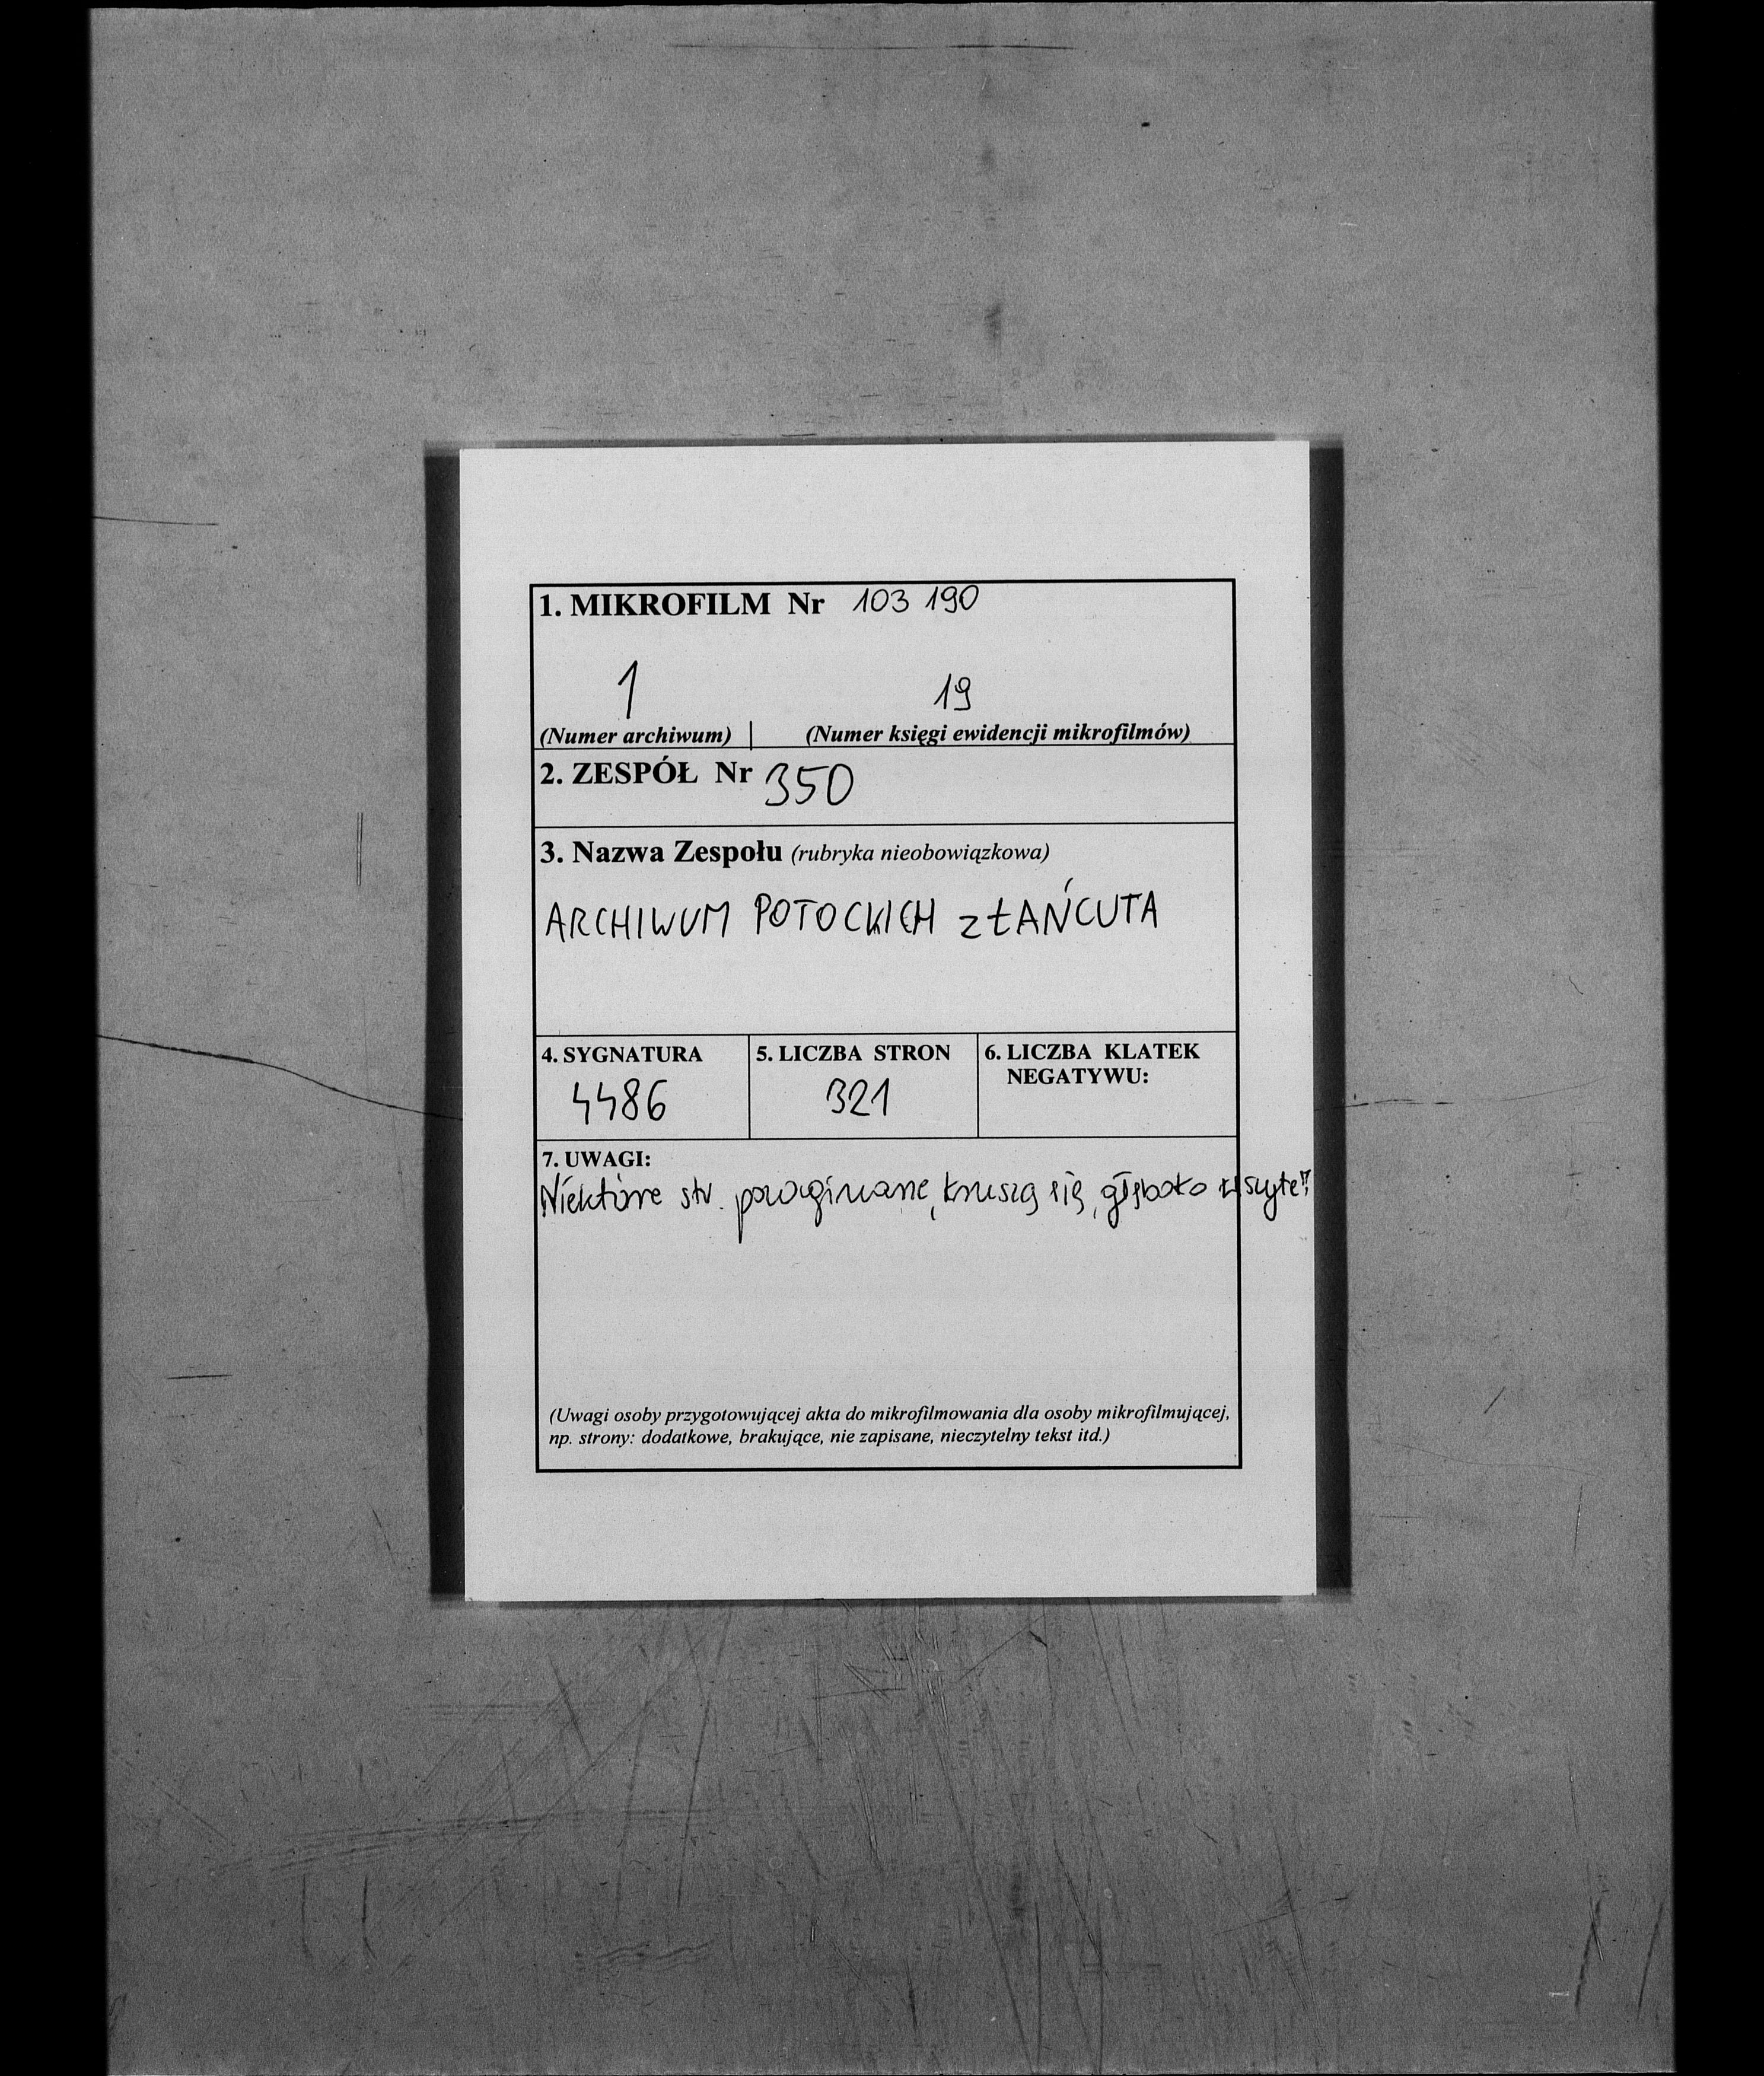 1. MIKROFILM Nr 103 190
1 19
(Numer archiwum) | (Numer księgi ewidencji mikrofilmów)
2. ZESPÓŁ Nr 350
3. Nazwa Zespołu (rubryka nieobowiązkowa)
ARCHIWUM POTOCKICH z ŁAŃCUTA
4. SYGNATURA 5. LICZBA STRON 6. LICZBA KLATEK
NEGATYWU:
4486 321
7. UWAGI:
Niektóre str. pozaginane, kruszą się, głęboko wszyte
(Uwagi osoby przygotowującej akta do mikrofilmowania dla osoby mikrofilmującej,
np. strony: dodatkowe, brakujące, nie zapisane, nieczytelny tekst itd.)